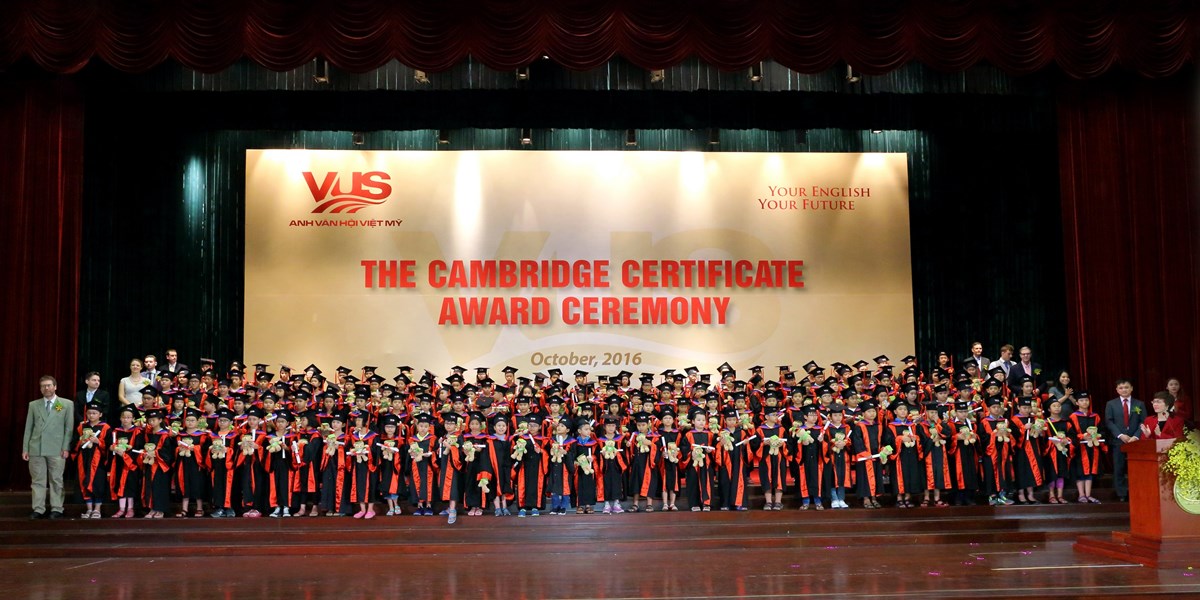 VUS
ANH VĂN HỘI VIỆT MỸ
YOUR ENGLISH
YOUR FUTURE
THE CAMBRIDGE CERTIFICATE
AWARD CEREMONY
October, 2016